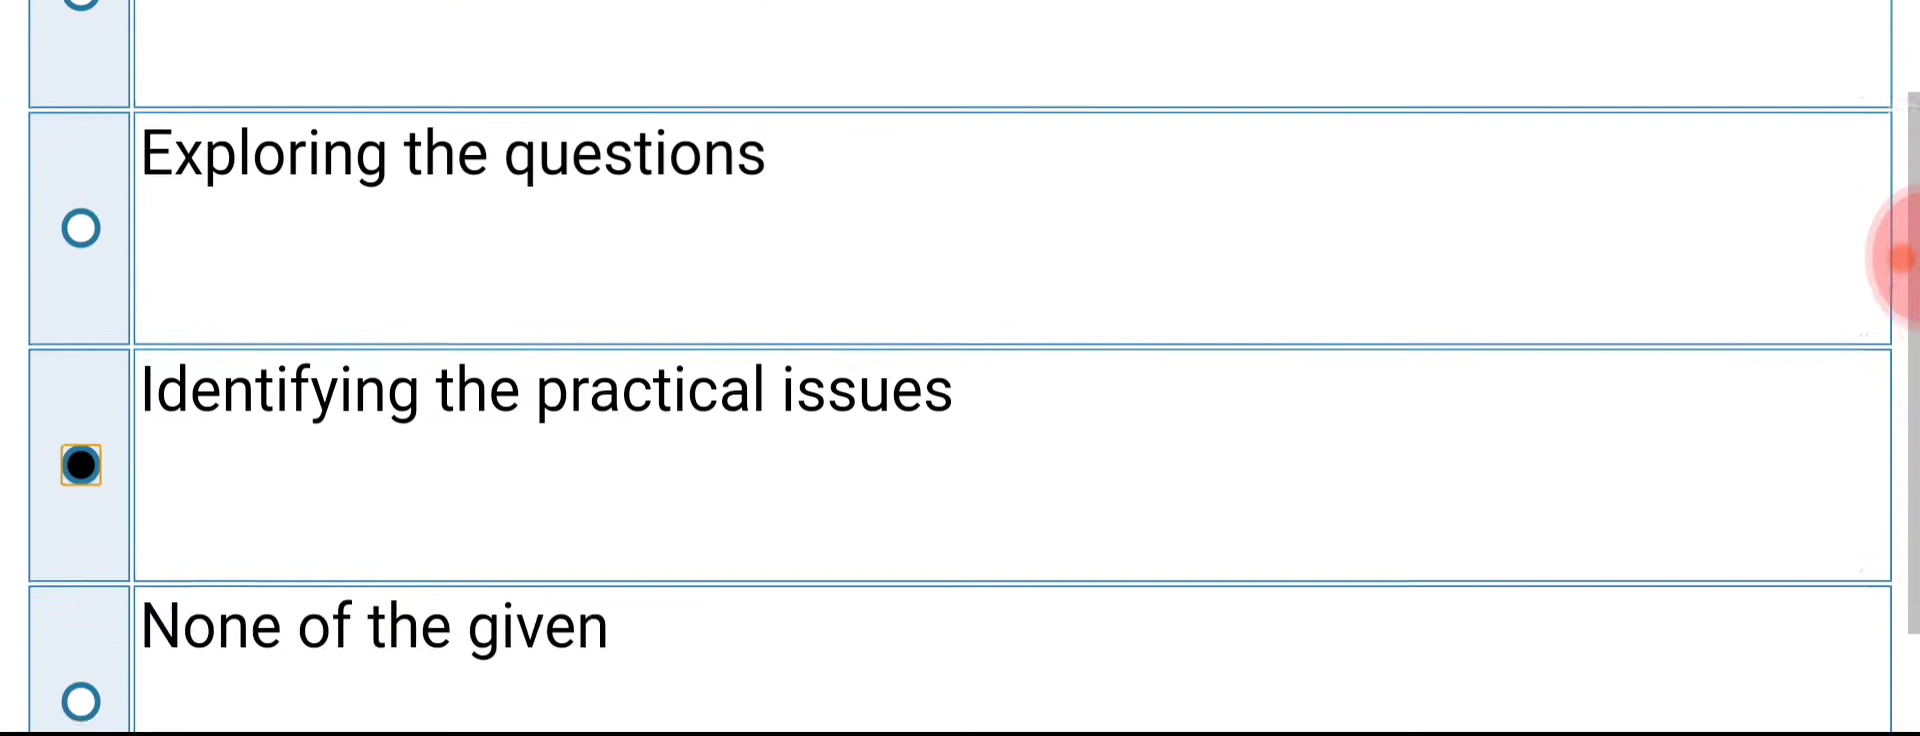 Exploring the questions
Identifying the practical issues
None of the given